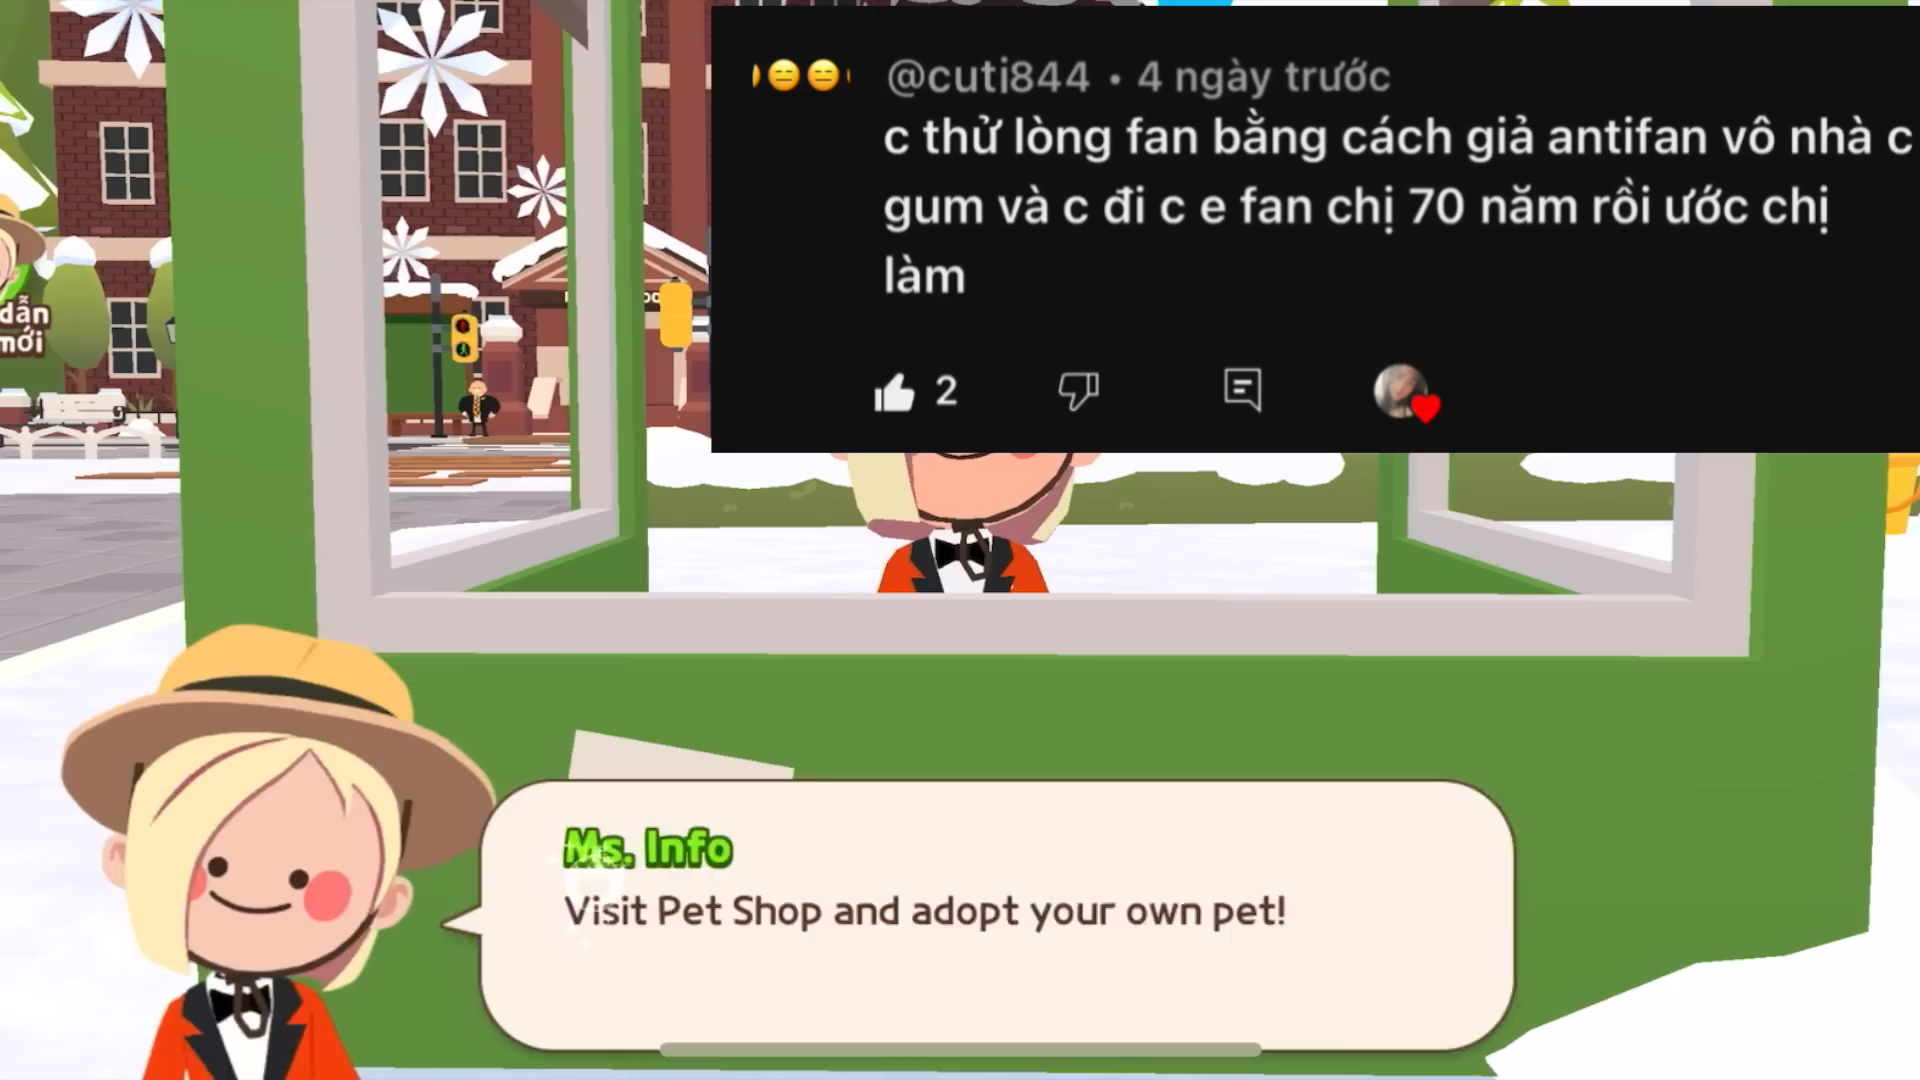 @cuti844 • 4 ngày trước
c thử lòng fan bằng cách giả antifan vô nhà c
gum và c đi c e fan chị 70 năm rồi ước chị
làm
2
dẫn
mới
Ms. Info
Visit Pet Shop and adopt your own pet!